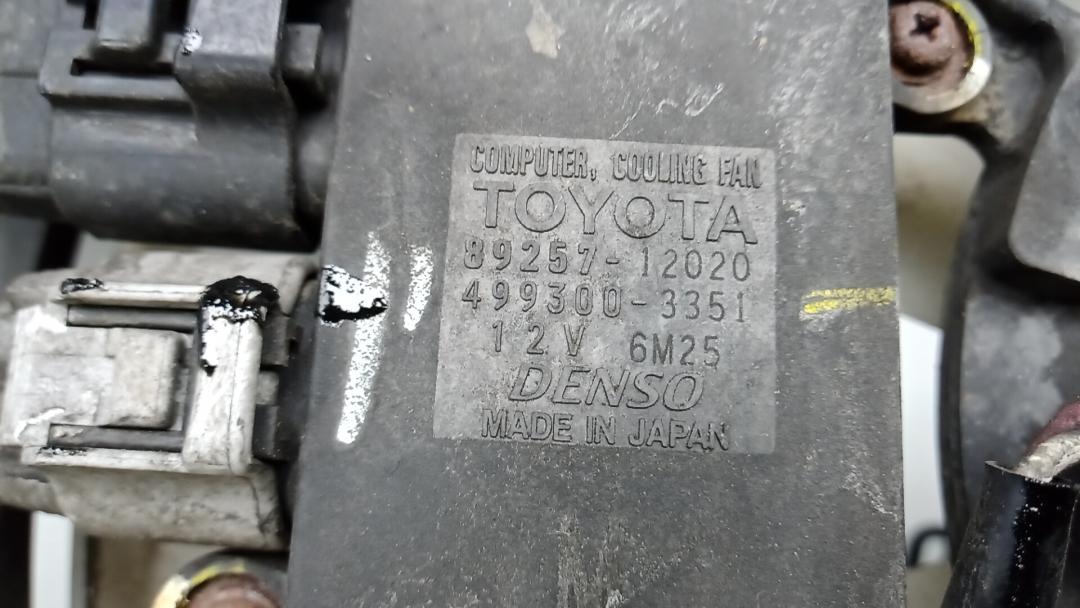 COMPUTER, COOLING FAN
TOYOTA
89257-12020
499300-3351
12V 6M25
DENSO
MADE IN JAPAN